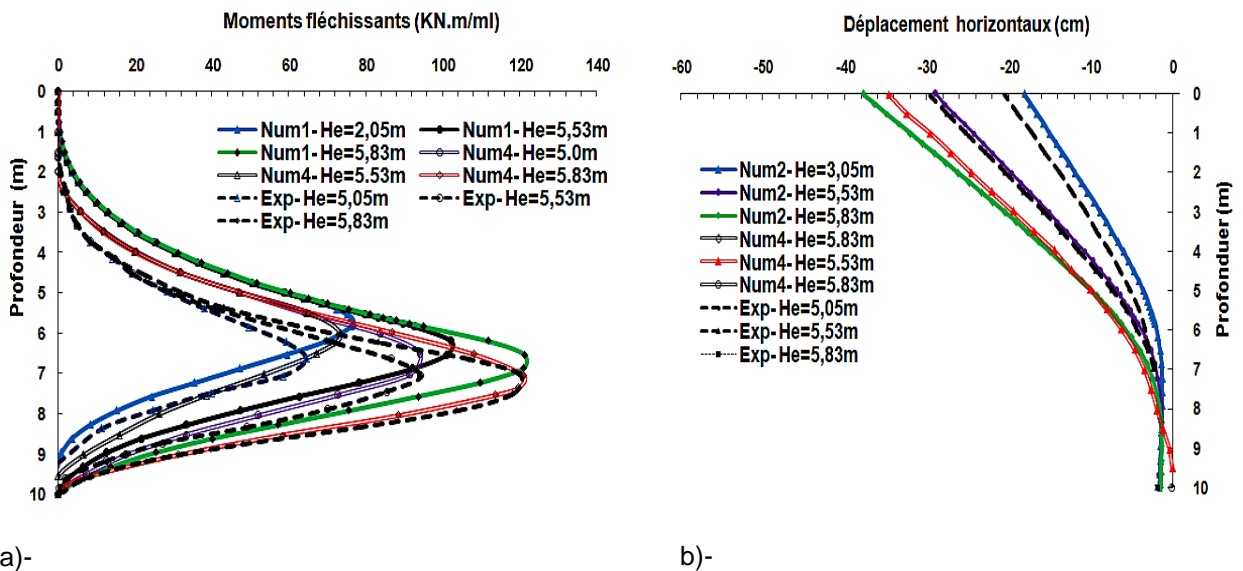 Moments fléchissants (KN.m/ml)
0 20 40 60 80 100 120 140
0
1
2
3
4
5
6
7
8
9
10
Profondeur (m)
Num1- He=2,05m
Num1- He=5,53m
Num1- He=5,83m
Num4- He=5.0m
Num4- He=5.53m
Num4- He=5.83m
Exp- He=5,05m
Exp- He=5,53m
Exp- He=5,83m
a)-
Déplacement horizontaux (cm)
-60 -50 -40 -30 -20 -10 0
0
1
2
3
4
5
6
7
8
9
10
Profonduer (m)
Num2- He=3,05m
Num2- He=5,53m
Num2- He=5,83m
Num4- He=5.83m
Num4- He=5.53m
Num4- He=5.83m
Exp- He=5,05m
Exp- He=5,53m
Exp- He=5,83m
b)-